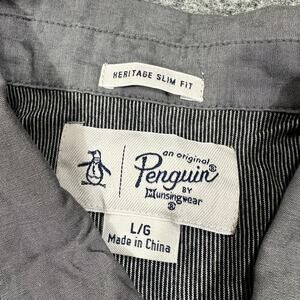 HERITAGE SLIM FIT
an original
Penguin®
BY
Munsingwear
®
L/G
Made in China